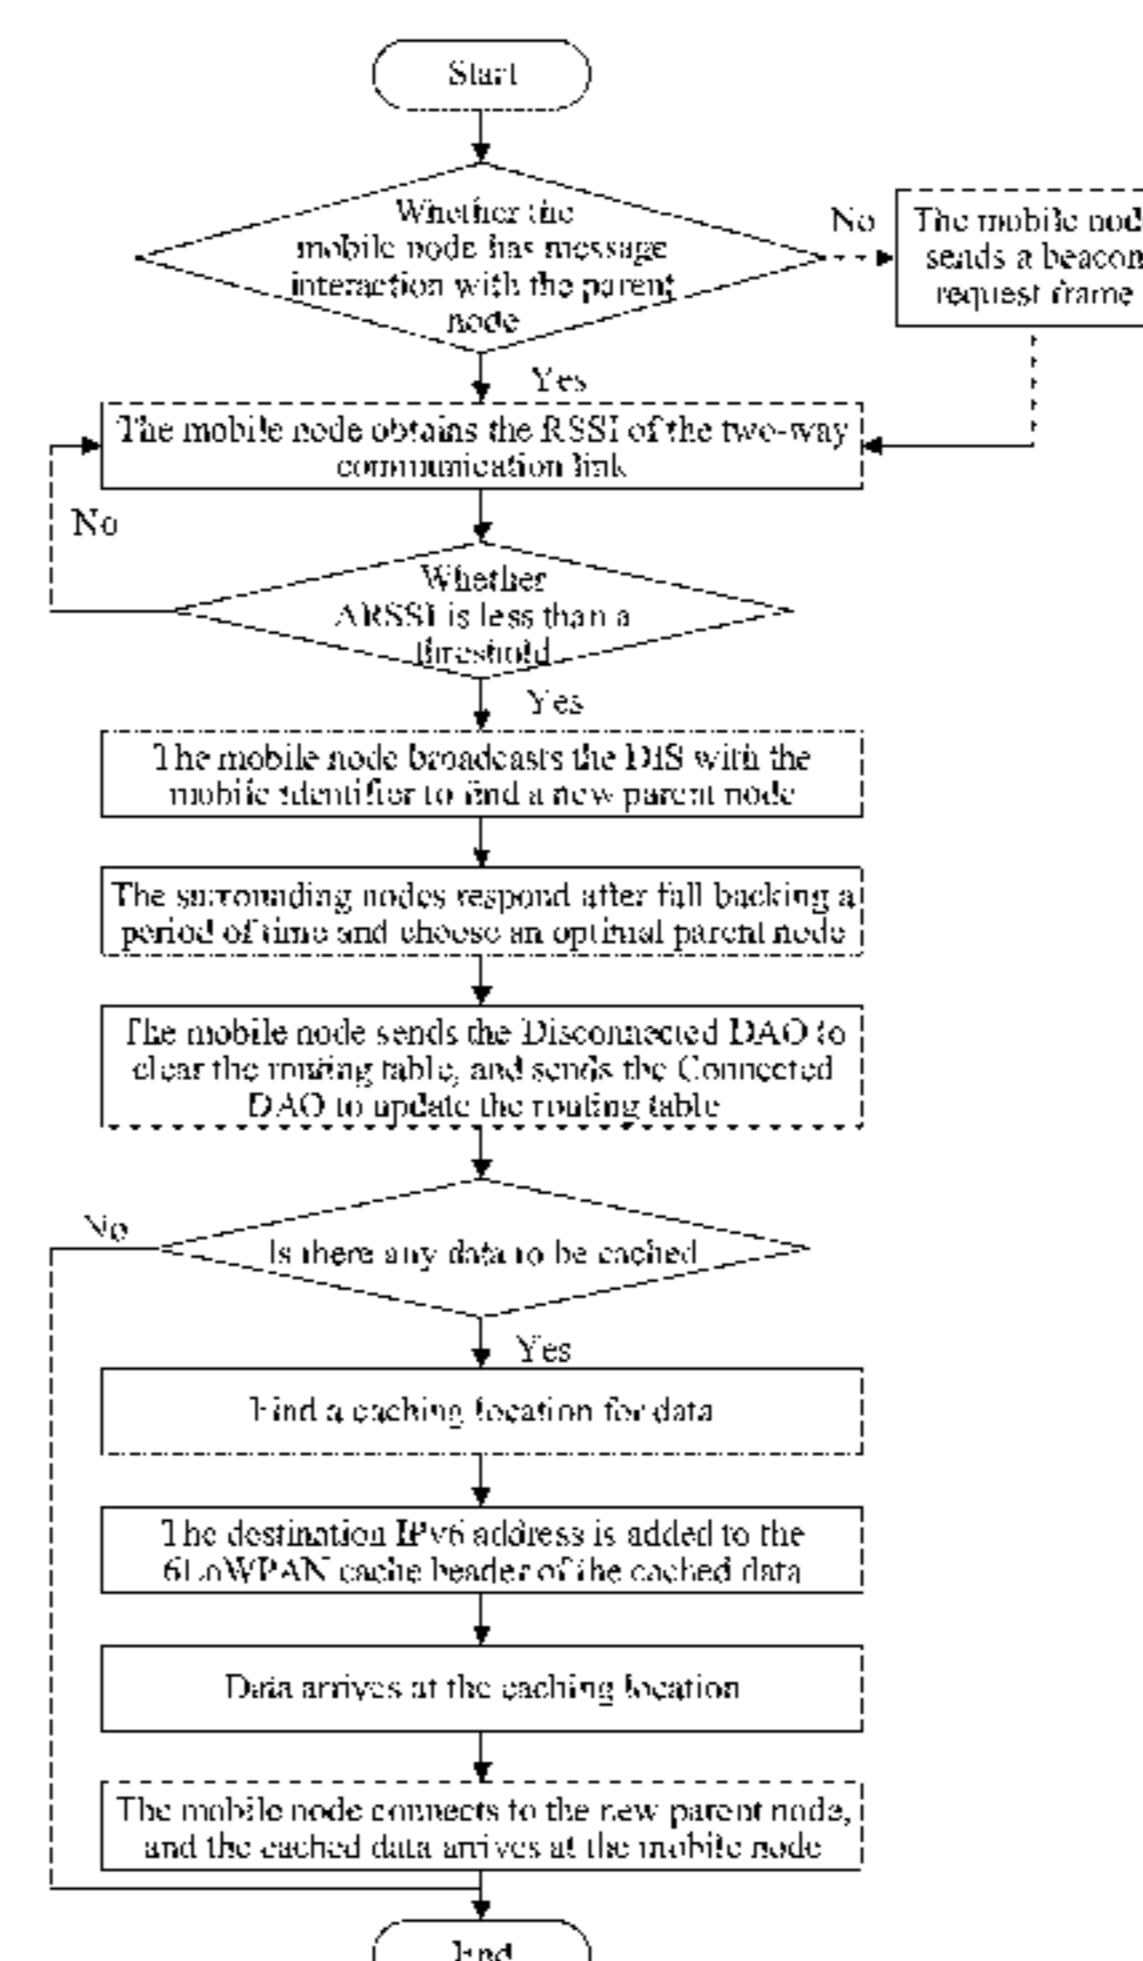 Start
Whether the
mobile node has message
interaction with the parent
node
No
The mobile node
sends a beacon
request frame
Yes
The mobile node obtains the RSSI of the two-way
communication link
No
Whether
ARSSI is less than a
threshold
Yes
The mobile node broadcasts the DIS with the
mobile identifier to find a new parent node
The surrounding nodes respond after fall backing a
period of time and choose an optimal parent node
The mobile node sends the Disconnected DAO to
clear the routing table, and sends the Connected
DAO to update the routing table
No
Is there any data to be cached
Yes
Find a caching location for data
The destination IPv6 address is added to the
6LoWPAN cache header of the cached data
Data arrives at the caching location
The mobile node connects to the new parent node,
and the cached data arrives at the mobile node
End